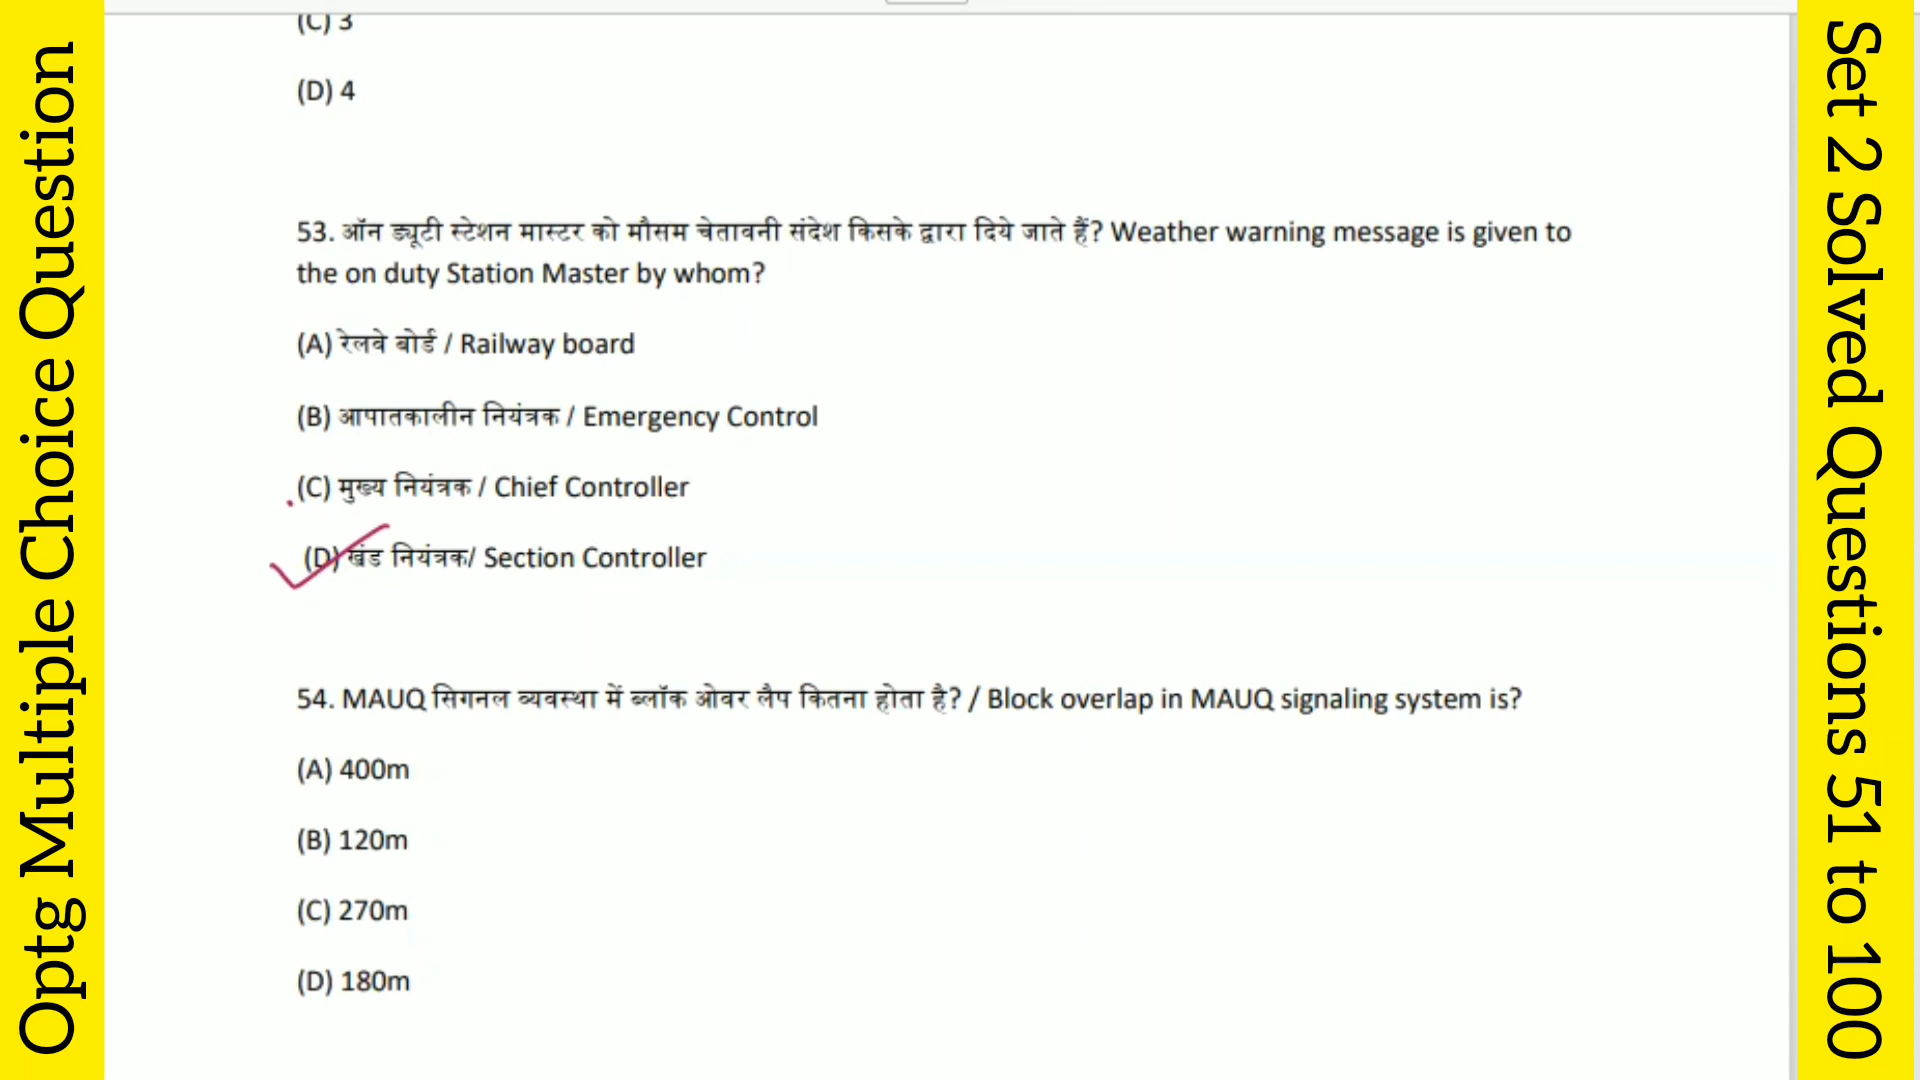 Optg Multiple Choice Question
(C) 3
(D) 4
53. ऑन ड्यूटी स्टेशन मास्टर को मौसम चेतावनी संदेश किसके द्वारा दिये जाते हैं? Weather warning message is given to
the on duty Station Master by whom?
(A) रेलवे बोर्ड / Railway board
(B) आपातकालीन नियंत्रक / Emergency Control
(C) मुख्य नियंत्रक / Chief Controller
(D) खंड नियंत्रक/ Section Controller
54. MAUQ सिगनल व्यवस्था में ब्लॉक ओवर लैप कितना होता है? / Block overlap in MAUQ signaling system is?
(A) 400m
(B) 120m
(C) 270m
(D) 180m
Set 2 Solved Questions 51 to 100